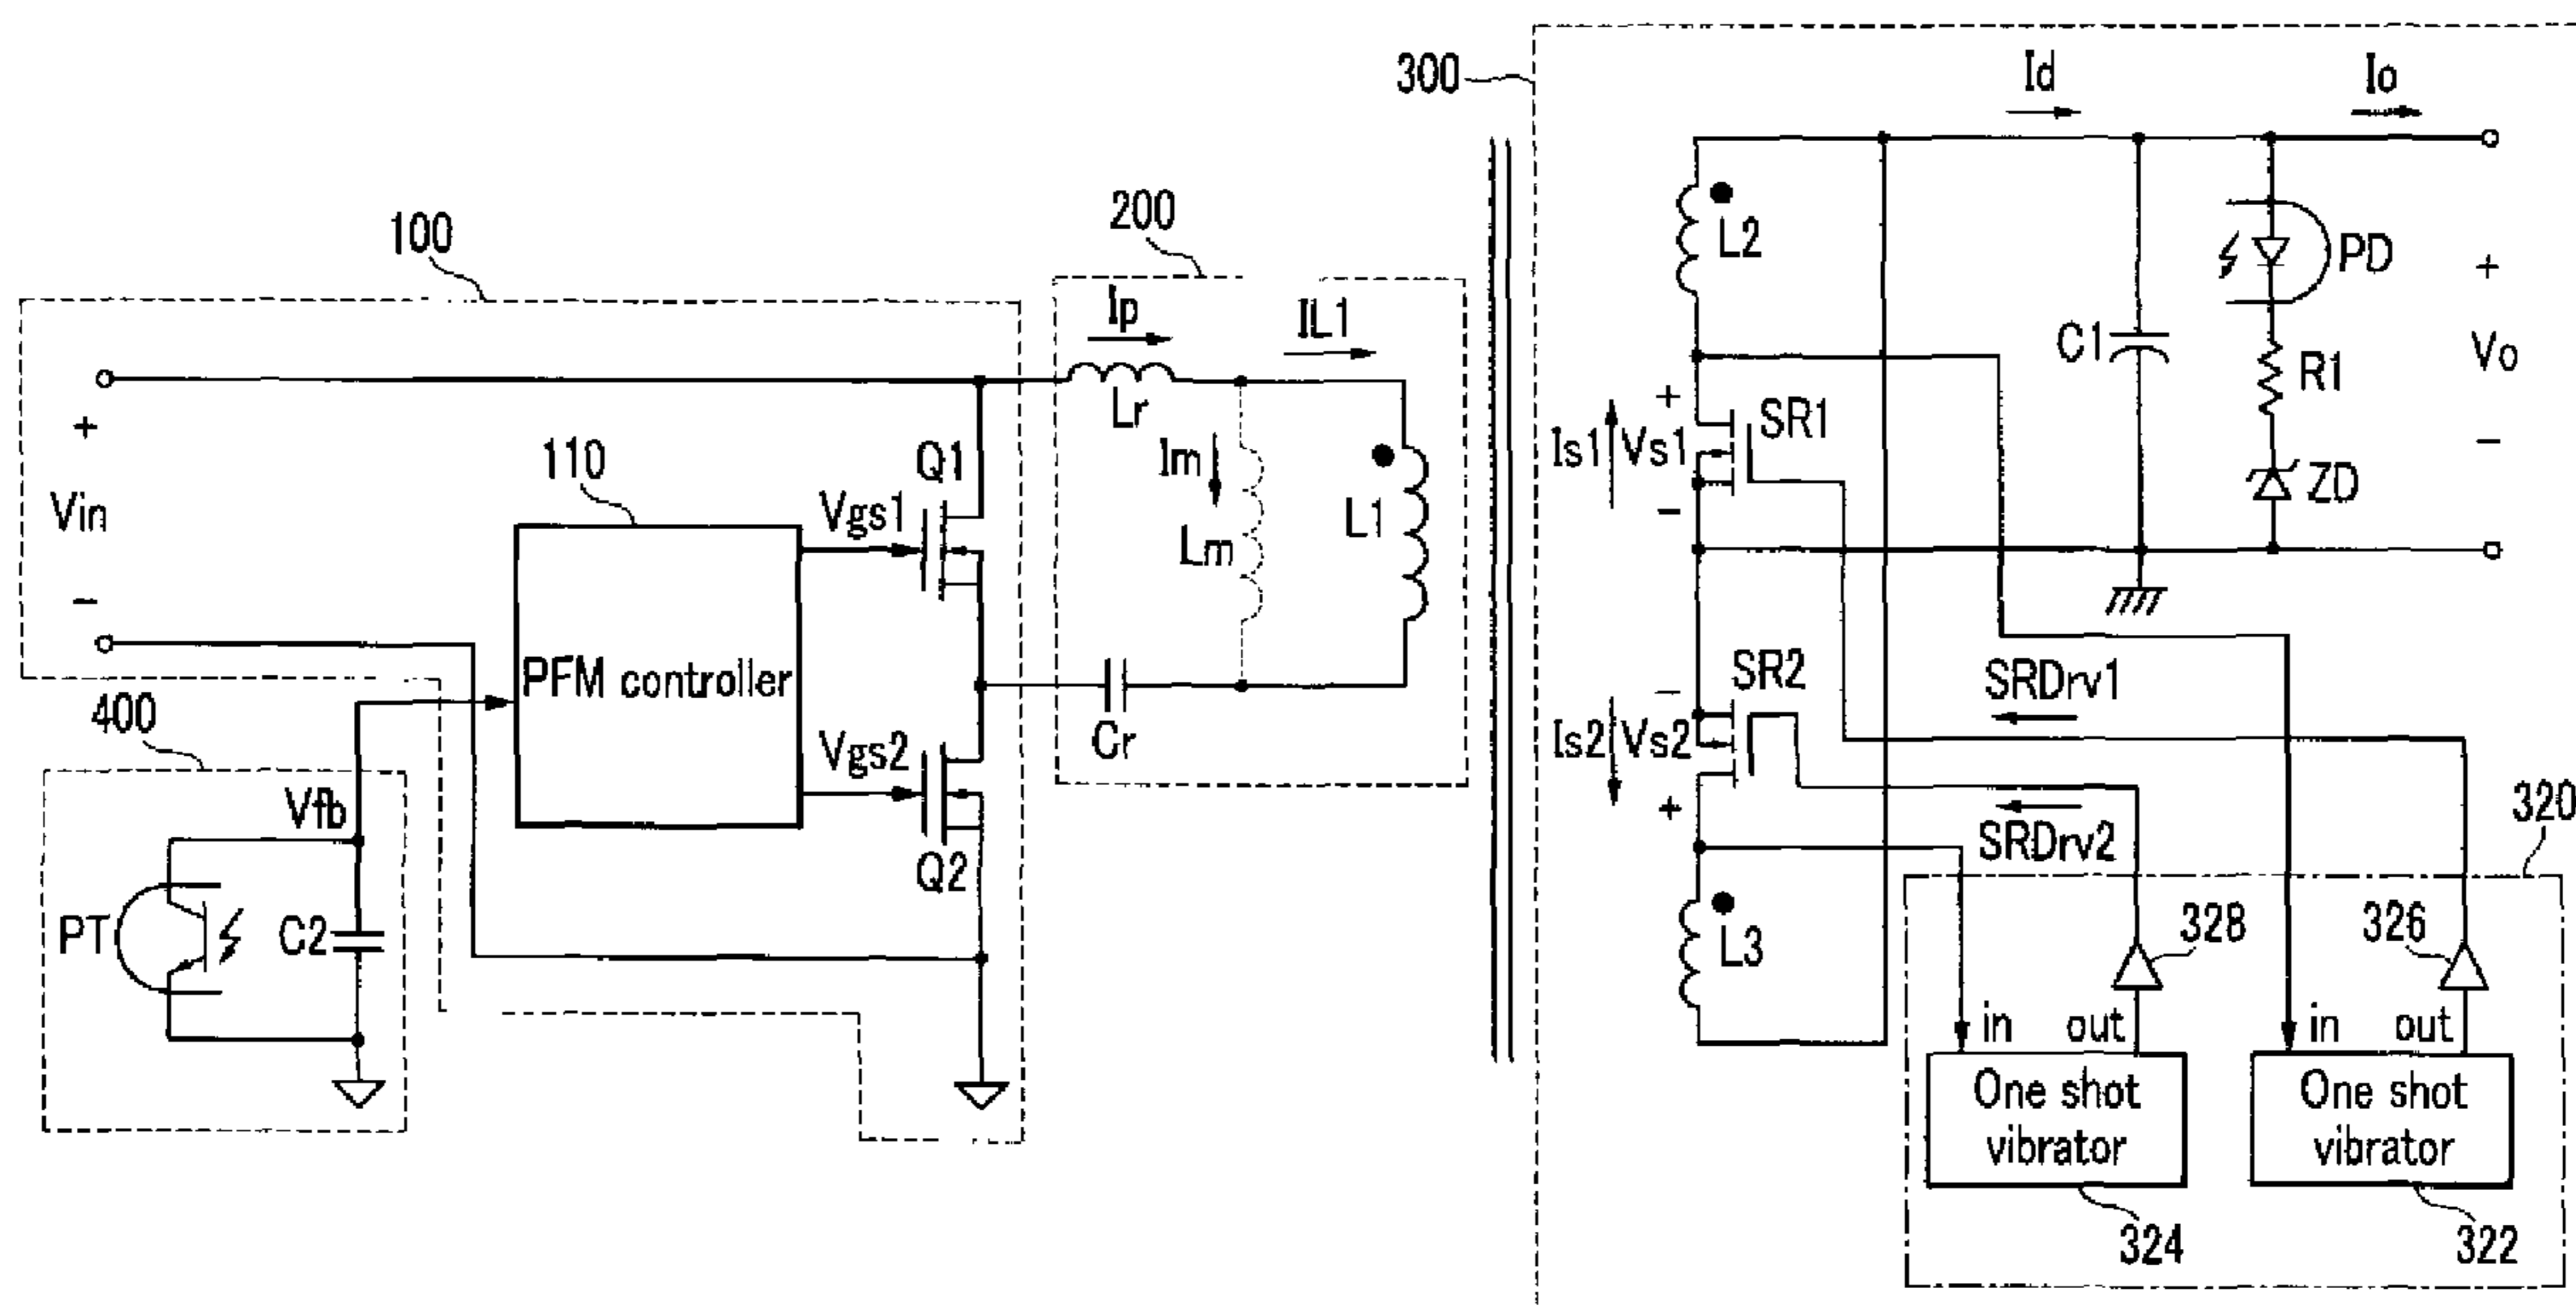 300
Id
Io
100
200
Ip
IL1
L2
PD
+
C1
R1
Vo
-
ZD
+
Vin
-
110
Vgs1
Q1
Lr
Im
Lm
L1
Is1
+
Vs1
-
SR1
PFM controller
Cr
Vgs2
Q2
400
Vfb
PT
C2
Is2
-
Vs2
+
SR2
SRDrv1
SRDrv2
320
L3
328
326
in
out
in
out
One shot
vibrator
One shot
vibrator
324
322